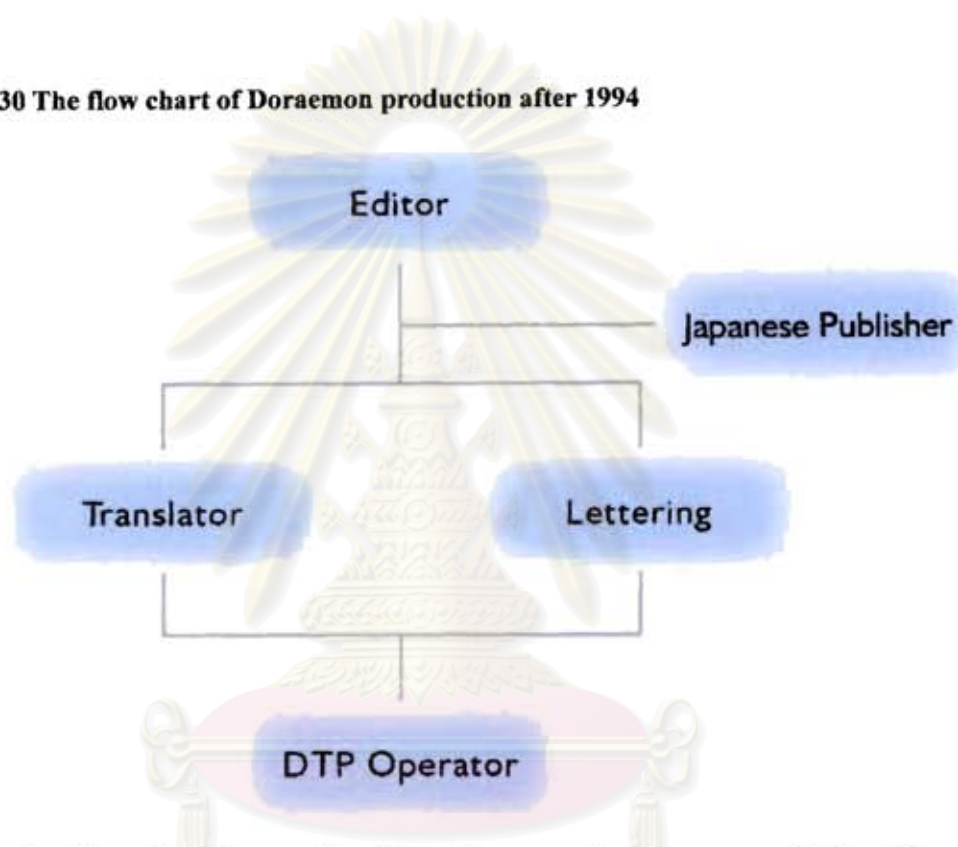 30 The flow chart of Doraemon production after 1994
Editor
Japanese Publisher
Translator
Lettering
DTP Operator